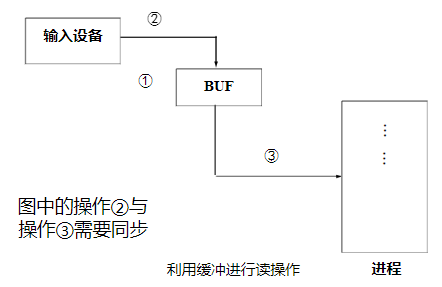 ②
输入设备
①
BUF
⋮
⋮
③
图中的操作②与
操作③需要同步
利用缓冲进行读操作
进程